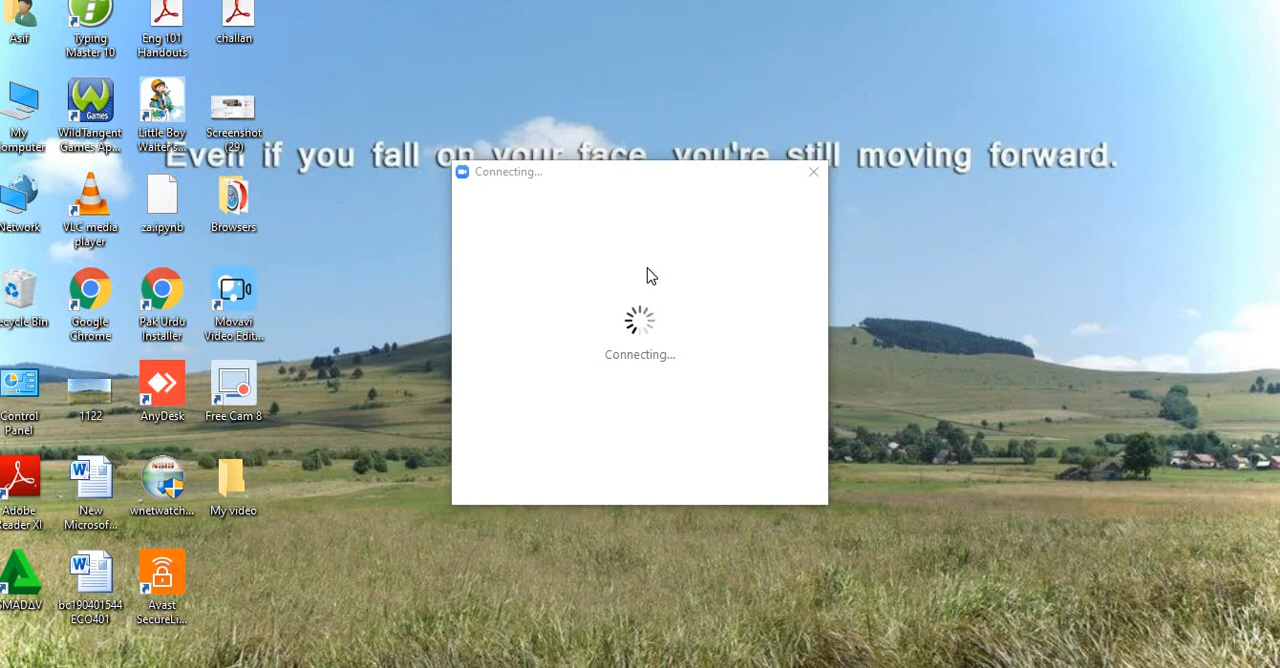 Asif
Typing
Master 10
Eng 101
Handouts
challan
My
Computer
WildTangent
Games Ap...
Games
Little Boy
Walter's...
Screenshot
(29)
Even if you fall on your face, you're still moving forward.
Connecting...
Network
VLC media
player
za.ipynb
Browsers
Recycle Bin
Google
Chrome
Pak Urdu
Installer
Movavi
Video Edit...
Connecting...
Control
Panel
1122
AnyDesk
Free Cam 8
Adobe
Reader XI
New
Microsof...
wnetwatch...
My video
SMADΔV
bc190401544
ECO401
Avast
SecureLi...